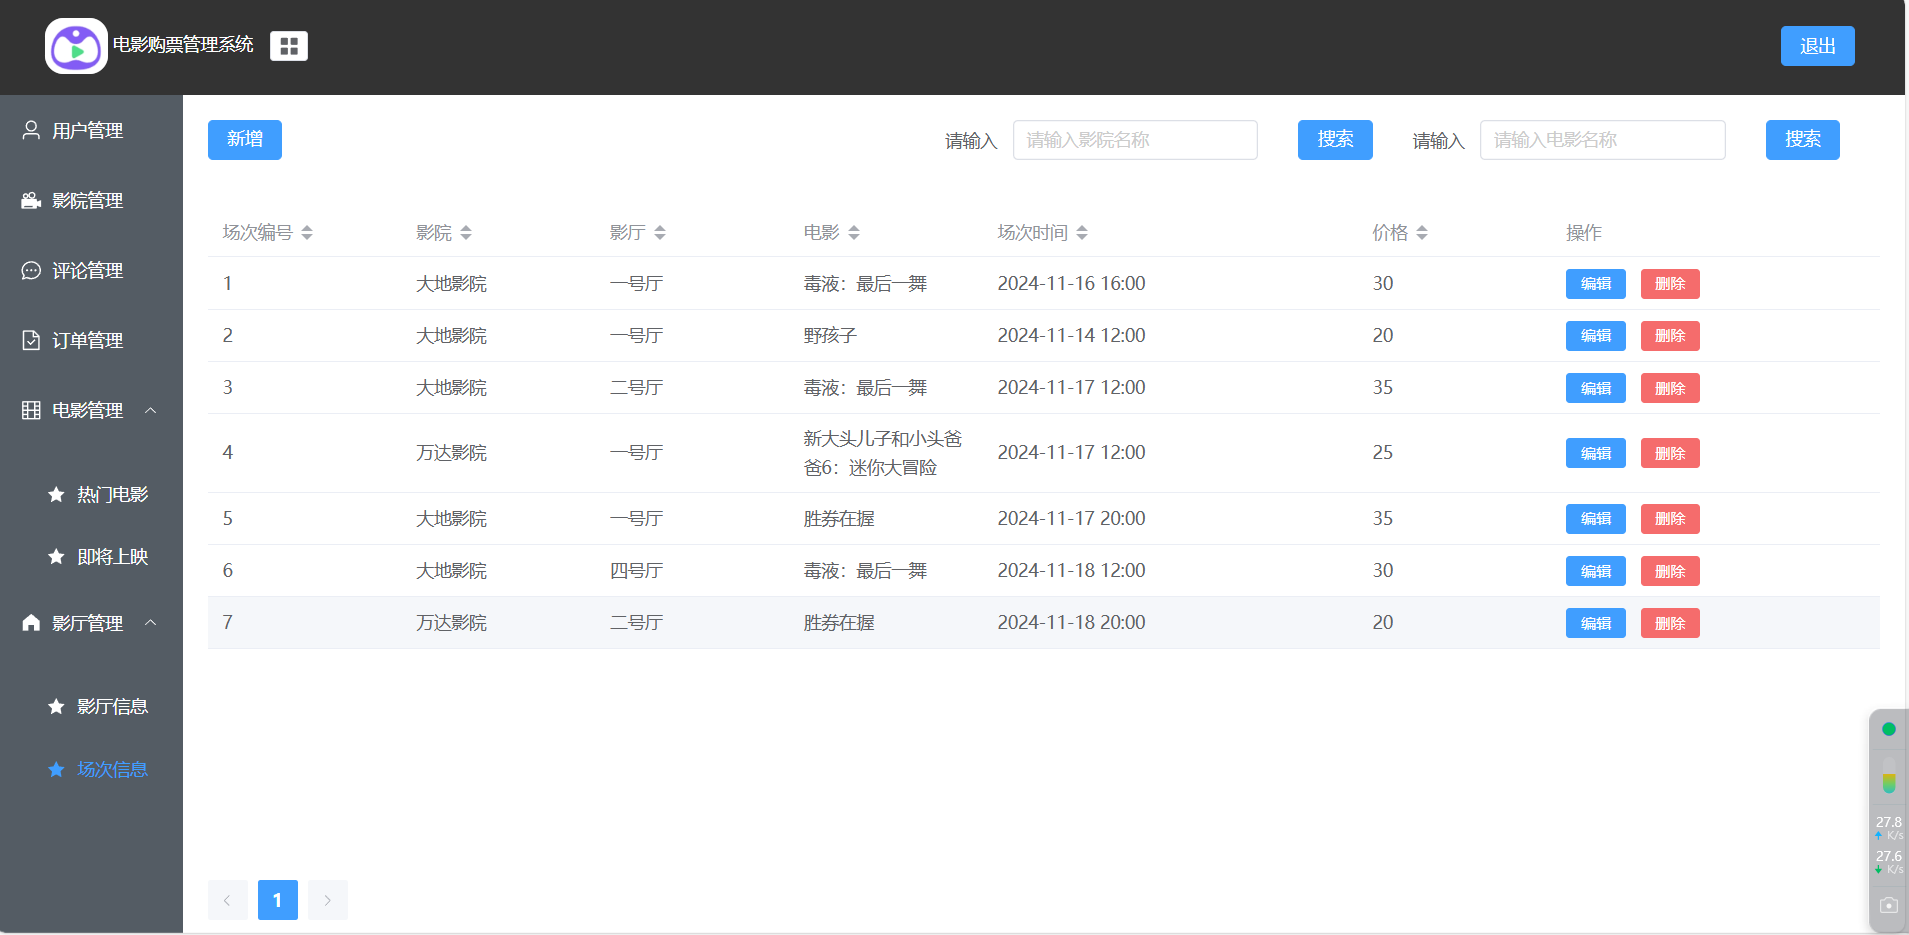 电影购票管理系统
退出
用户管理
影院管理
评论管理
订单管理
电影管理
热门电影
即将上映
影厅管理
影厅信息
场次信息
新增
请输入 请输入影院名称 搜索 请输入 请输入电影名称 搜索
场次编号 影院 影厅 电影 场次时间 价格 操作
1 大地影院 一号厅 毒液：最后一舞 2024-11-16 16:00 30 编辑 删除
2 大地影院 一号厅 野孩子 2024-11-14 12:00 20 编辑 删除
3 大地影院 二号厅 毒液：最后一舞 2024-11-17 12:00 35 编辑 删除
4 万达影院 一号厅 新大头儿子和小头爸
爸6：迷你大冒险 2024-11-17 12:00 25 编辑 删除
5 大地影院 一号厅 胜券在握 2024-11-17 20:00 35 编辑 删除
6 大地影院 四号厅 毒液：最后一舞 2024-11-18 12:00 30 编辑 删除
7 万达影院 二号厅 胜券在握 2024-11-18 20:00 20 编辑 删除
1
27.8
K/s
27.6
K/s